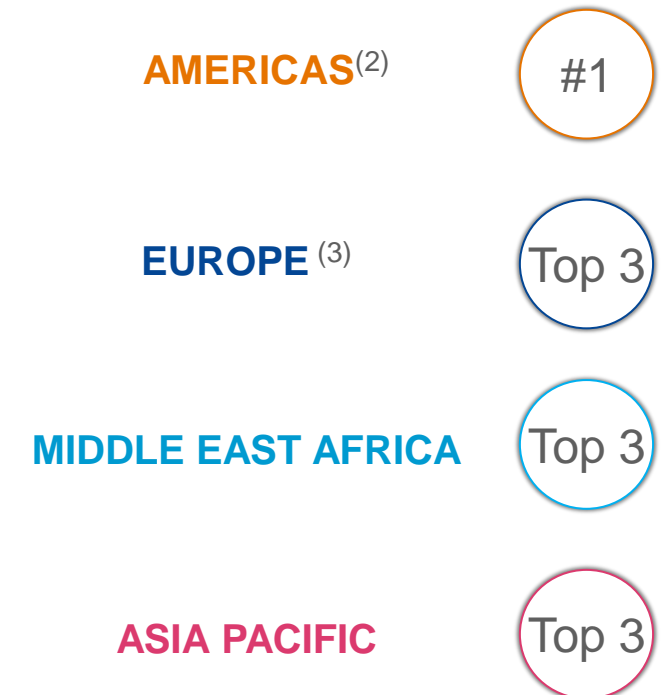 AMERICAS(2) #1
EUROPE (3) Top 3
MIDDLE EAST AFRICA Top 3
ASIA PACIFIC Top 3